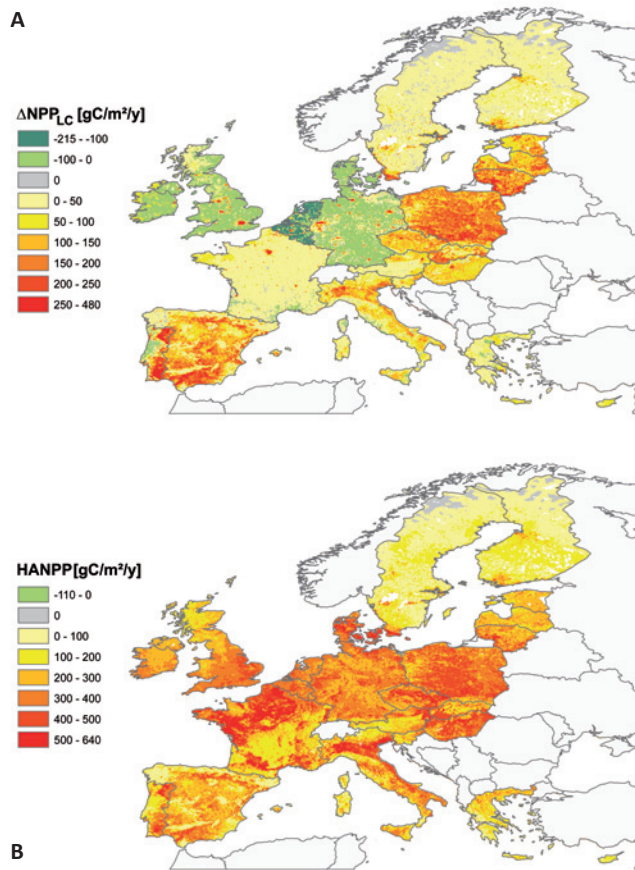 A
ΔNPPLC [gC/m²/y]
-215 - -100
-100 - 0
0
0 - 50
50 - 100
100 - 150
150 - 200
200 - 250
250 - 480
HANPP[gC/m²/y]
-110 - 0
0
0 - 100
100 - 200
200 - 300
300 - 400
400 - 500
500 - 640
B